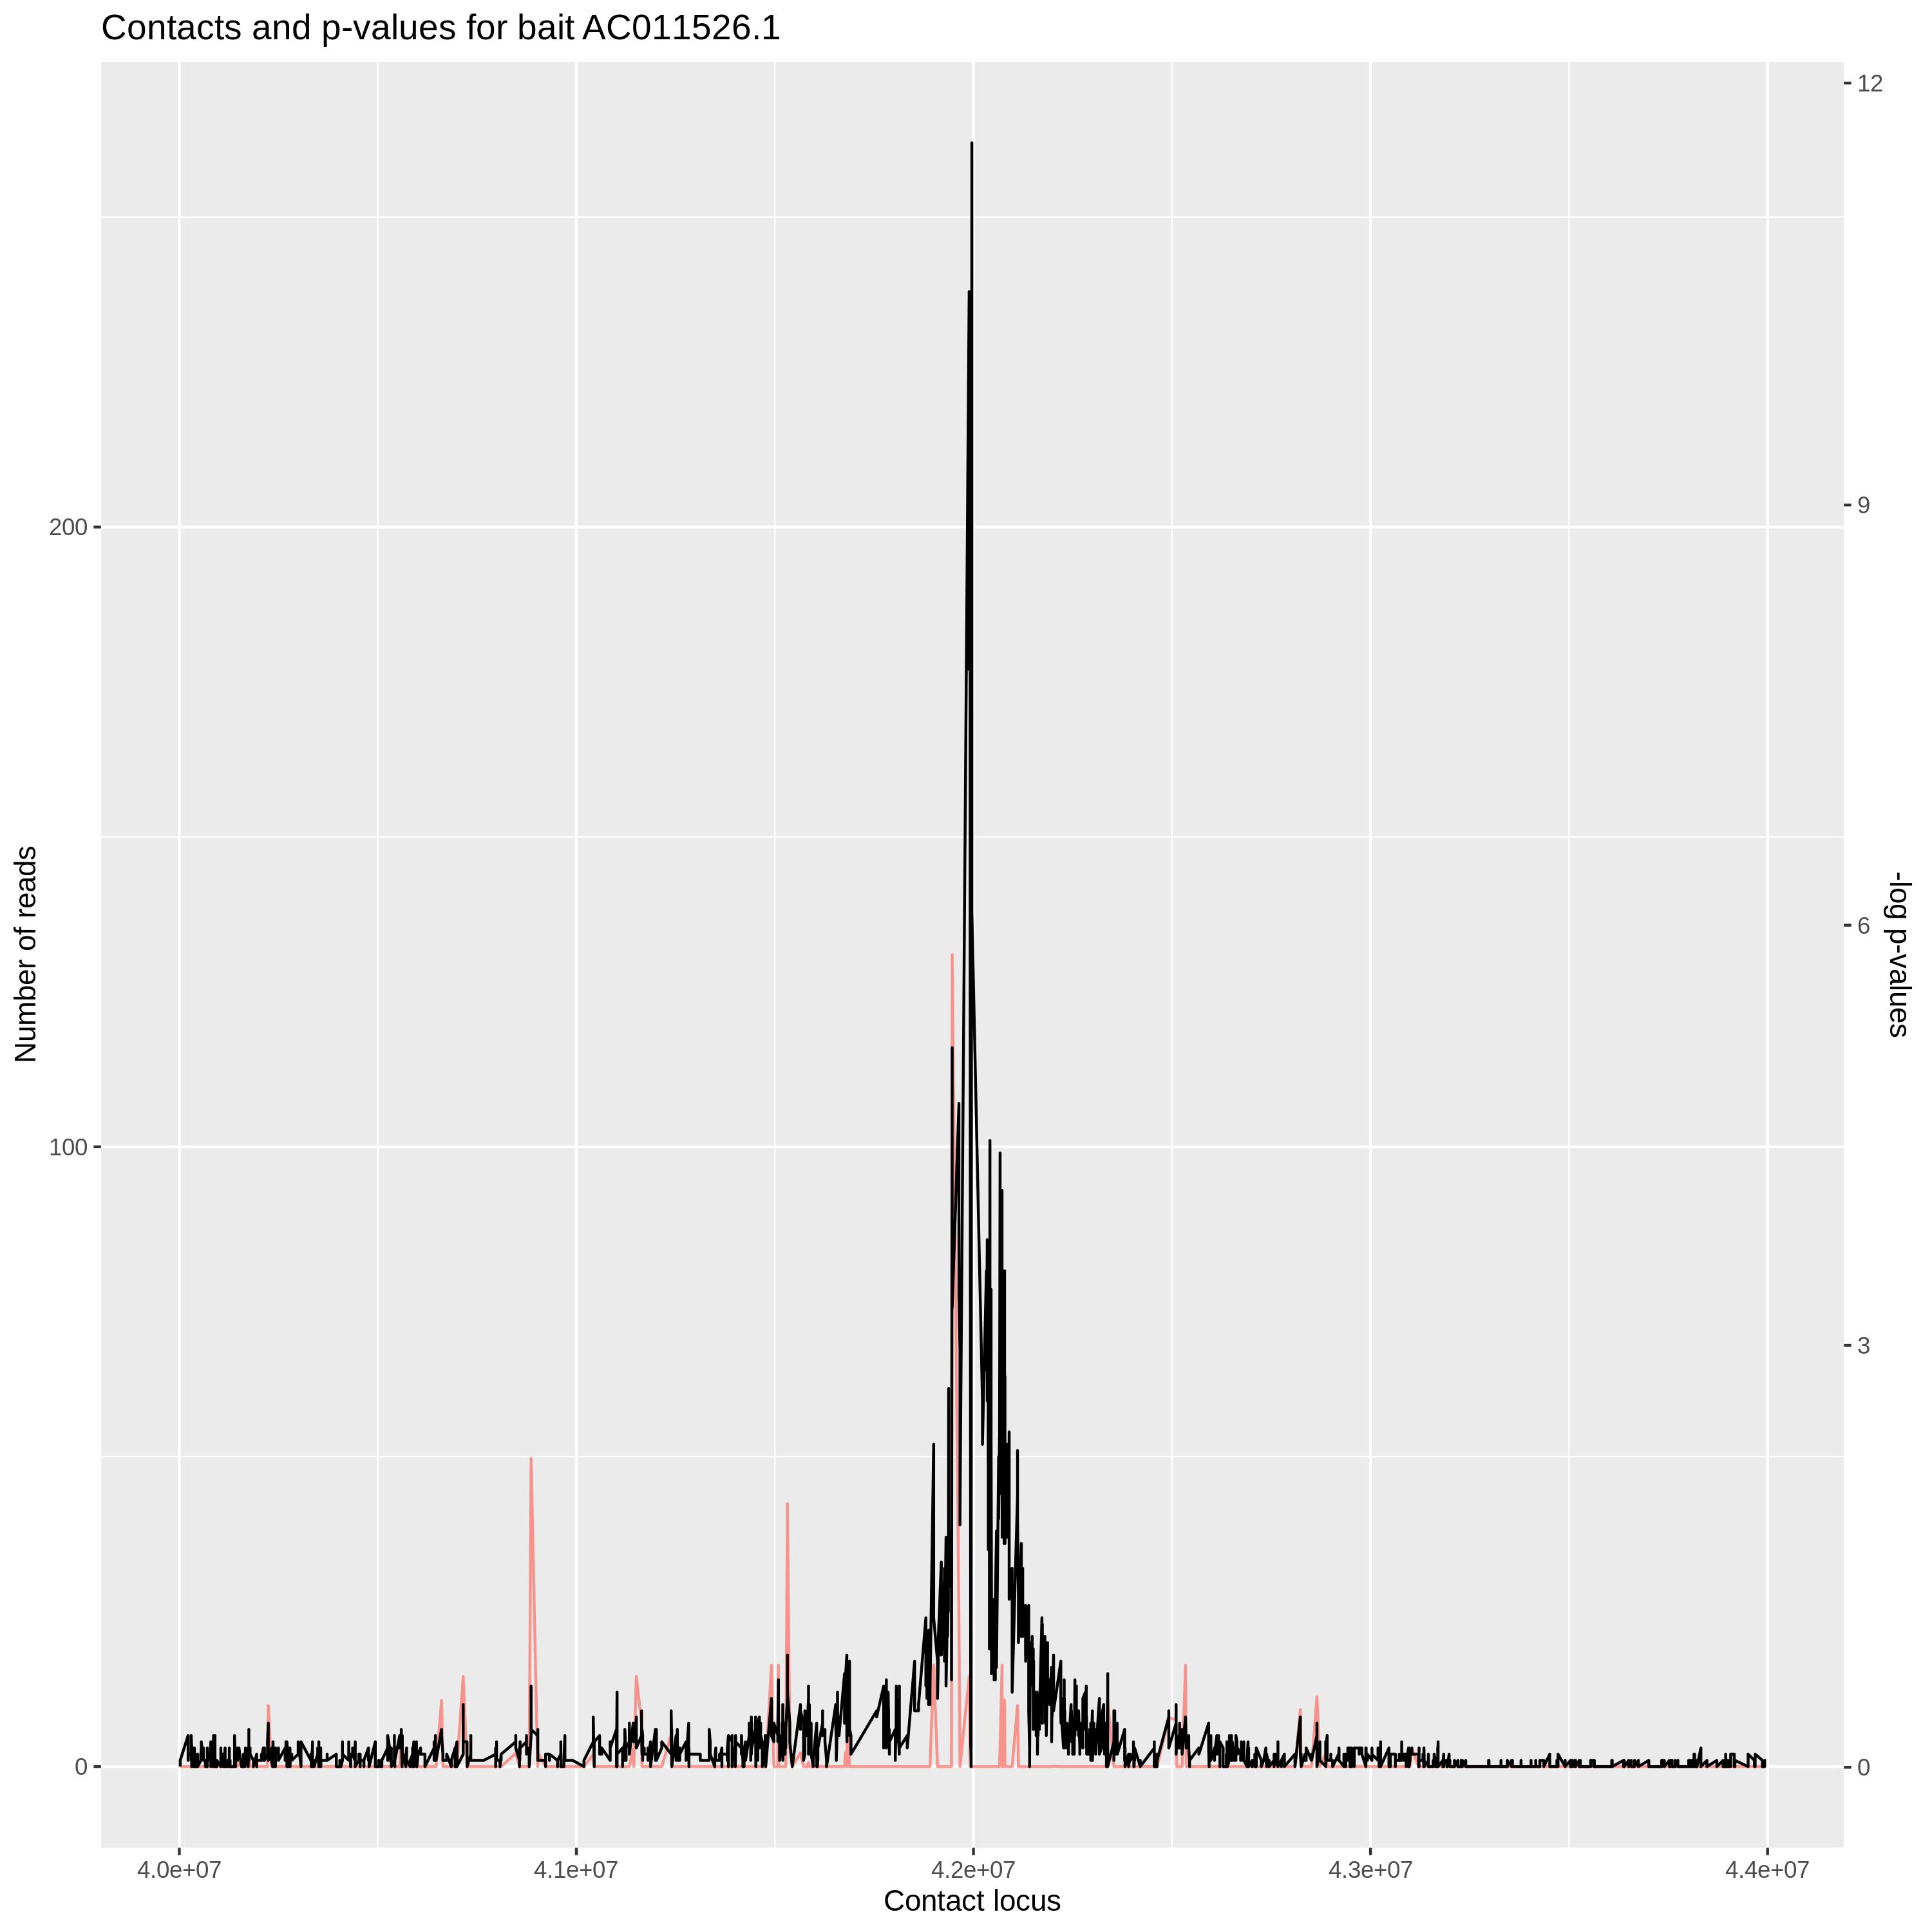 Contacts and p-values for bait AC011526.1
12
9
6
3
0
-log p-values
200
100
0
Number of reads
4.0e+07
4.1e+07
4.2e+07
4.3e+07
4.4e+07
Contact locus